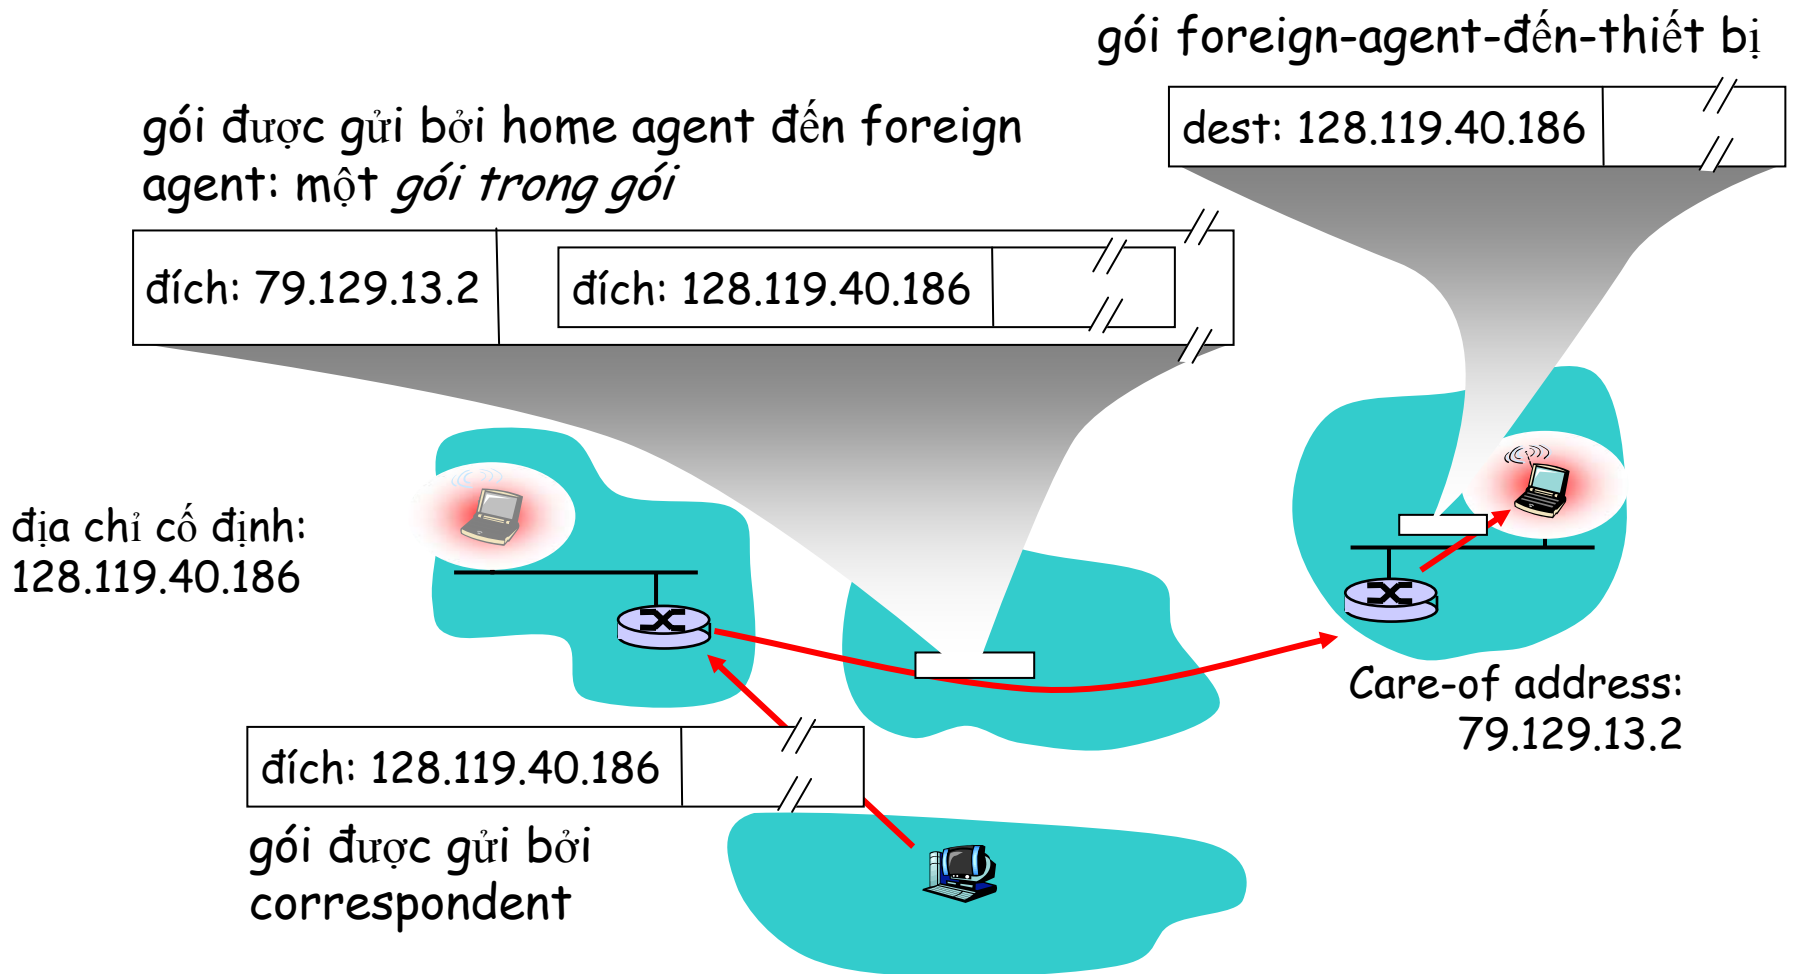 gói foreign-agent-đến-thiết bị
dest: 128.119.40.186
gói được gửi bởi home agent đến foreign
agent: một gói trong gói
đích: 79.129.13.2
đích: 128.119.40.186
địa chỉ cố định:
128.119.40.186
Care-of address:
79.129.13.2
đích: 128.119.40.186
gói được gửi bởi
correspondent